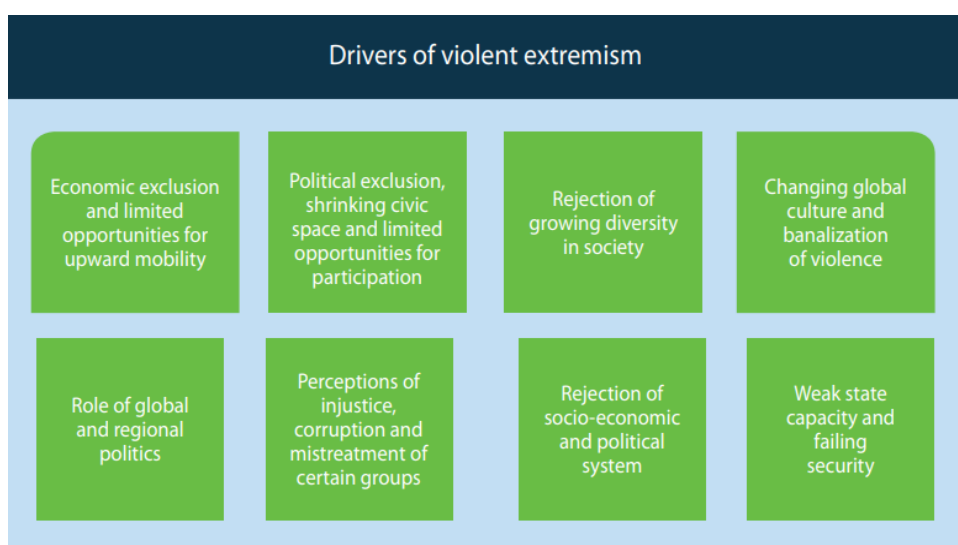 Drivers of violent extremism
Economic exclusion
and limited
opportunities for
upward mobility
Political exclusion,
shrinking civic
space and limited
opportunities for
participation
Rejection of
growing diversity
in society
Changing global
culture and
banalization
of violence
Role of global
and regional
politics
Perceptions of
injustice,
corruption and
mistreatment of
certain groups
Rejection of
socio-economic
and political
system
Weak state
capacity and
failing
security